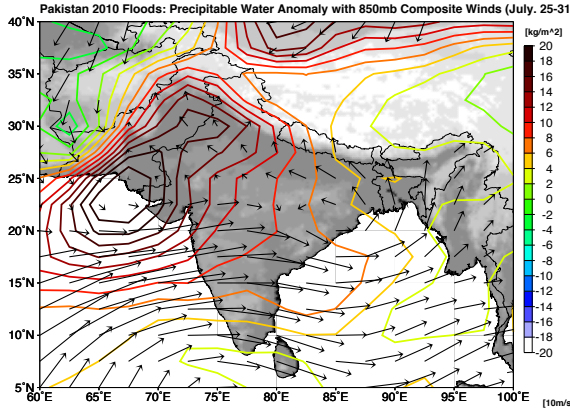 Pakistan 2010 Floods: Precipitable Water Anomaly with 850mb Composite Winds (July. 25-31
[kg/m^2]
40°N
35°N
30°N
25°N
20°N
15°N
10°N
5°N
60°E 65°E 70°E 75°E 80°E 85°E 90°E 95°E 100°E
20
18
16
14
12
10
8
6
4
2
0
-2
-4
-6
-8
-10
-12
-14
-16
-18
-20
[10m/s